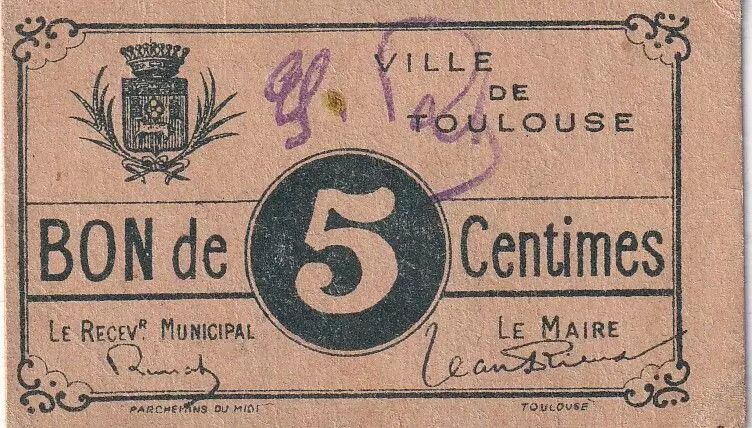 VILLE
DE
TOULOUSE
BON de 5 Centimes
LE RECEVR. MUNICIPAL
LE MAIRE
PARCHEMINS DU MIDI
TOULOUSE